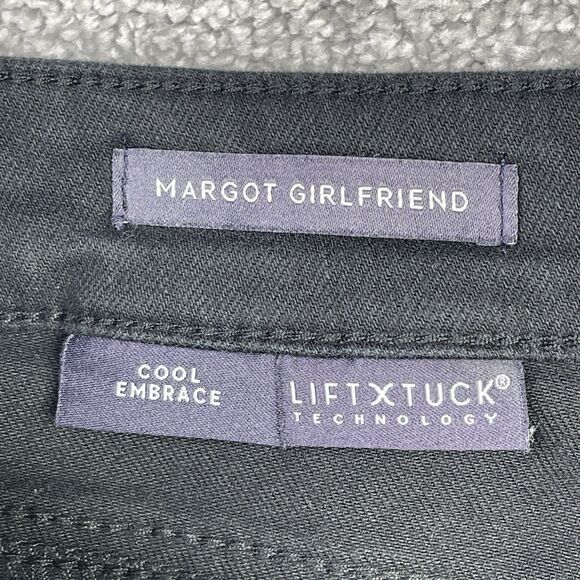 MARGOT GIRLFRIEND
COOL
EMBRACE
LIFTXTUCK®
TECHNOLOGY